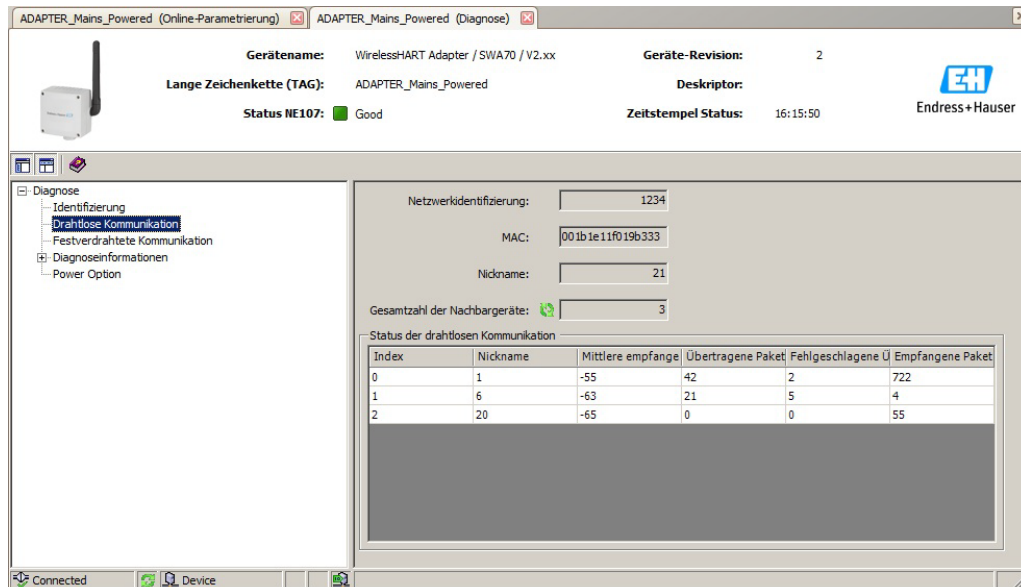 ADAPTER_Mains_Powered (Online-Parametrierung) ADAPTER_Mains_Powered (Diagnose)
Gerätename: WirelessHART Adapter / SWA70 / V2.xx Geräte-Revision: 2
Lange Zeichenkette (TAG): ADAPTER_Mains_Powered Deskriptor:
Status NE107: Good Zeitstempel Status: 16:15:50
EH
Endress+Hauser
Diagnose
Identifizierung
Drahtlose Kommunikation
Festverdrahtete Kommunikation
Diagnoseinformationen
Power Option
Netzwerkidentifizierung: 1234
MAC: 001b1e11f019b333
Nickname: 21
Gesamtzahl der Nachbargeräte: 3
Status der drahtlosen Kommunikation
Index Nickname Mittlere empfange Übertragene Paket Fehlgeschlagene Ü Empfangene Paket
0 1 -55 42 2 722
1 6 -63 21 5 4
2 20 -65 0 0 55
Connected Device